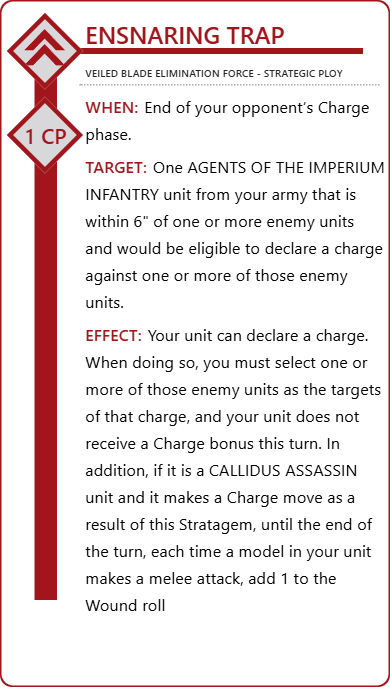 ENSNARING TRAP
VEILED BLADE ELIMINATION FORCE - STRATEGIC PLOY
WHEN: End of your opponent’s Charge
phase.
1 CP
TARGET: One AGENTS OF THE IMPERIUM
INFANTRY unit from your army that is
within 6" of one or more enemy units
and would be eligible to declare a charge
against one or more of those enemy
units.
EFFECT: Your unit can declare a charge.
When doing so, you must select one or
more of those enemy units as the targets
of that charge, and your unit does not
receive a Charge bonus this turn. In
addition, if it is a CALLIDUS ASSASSIN
unit and it makes a Charge move as a
result of this Stratagem, until the end of
the turn, each time a model in your unit
makes a melee attack, add 1 to the
Wound roll